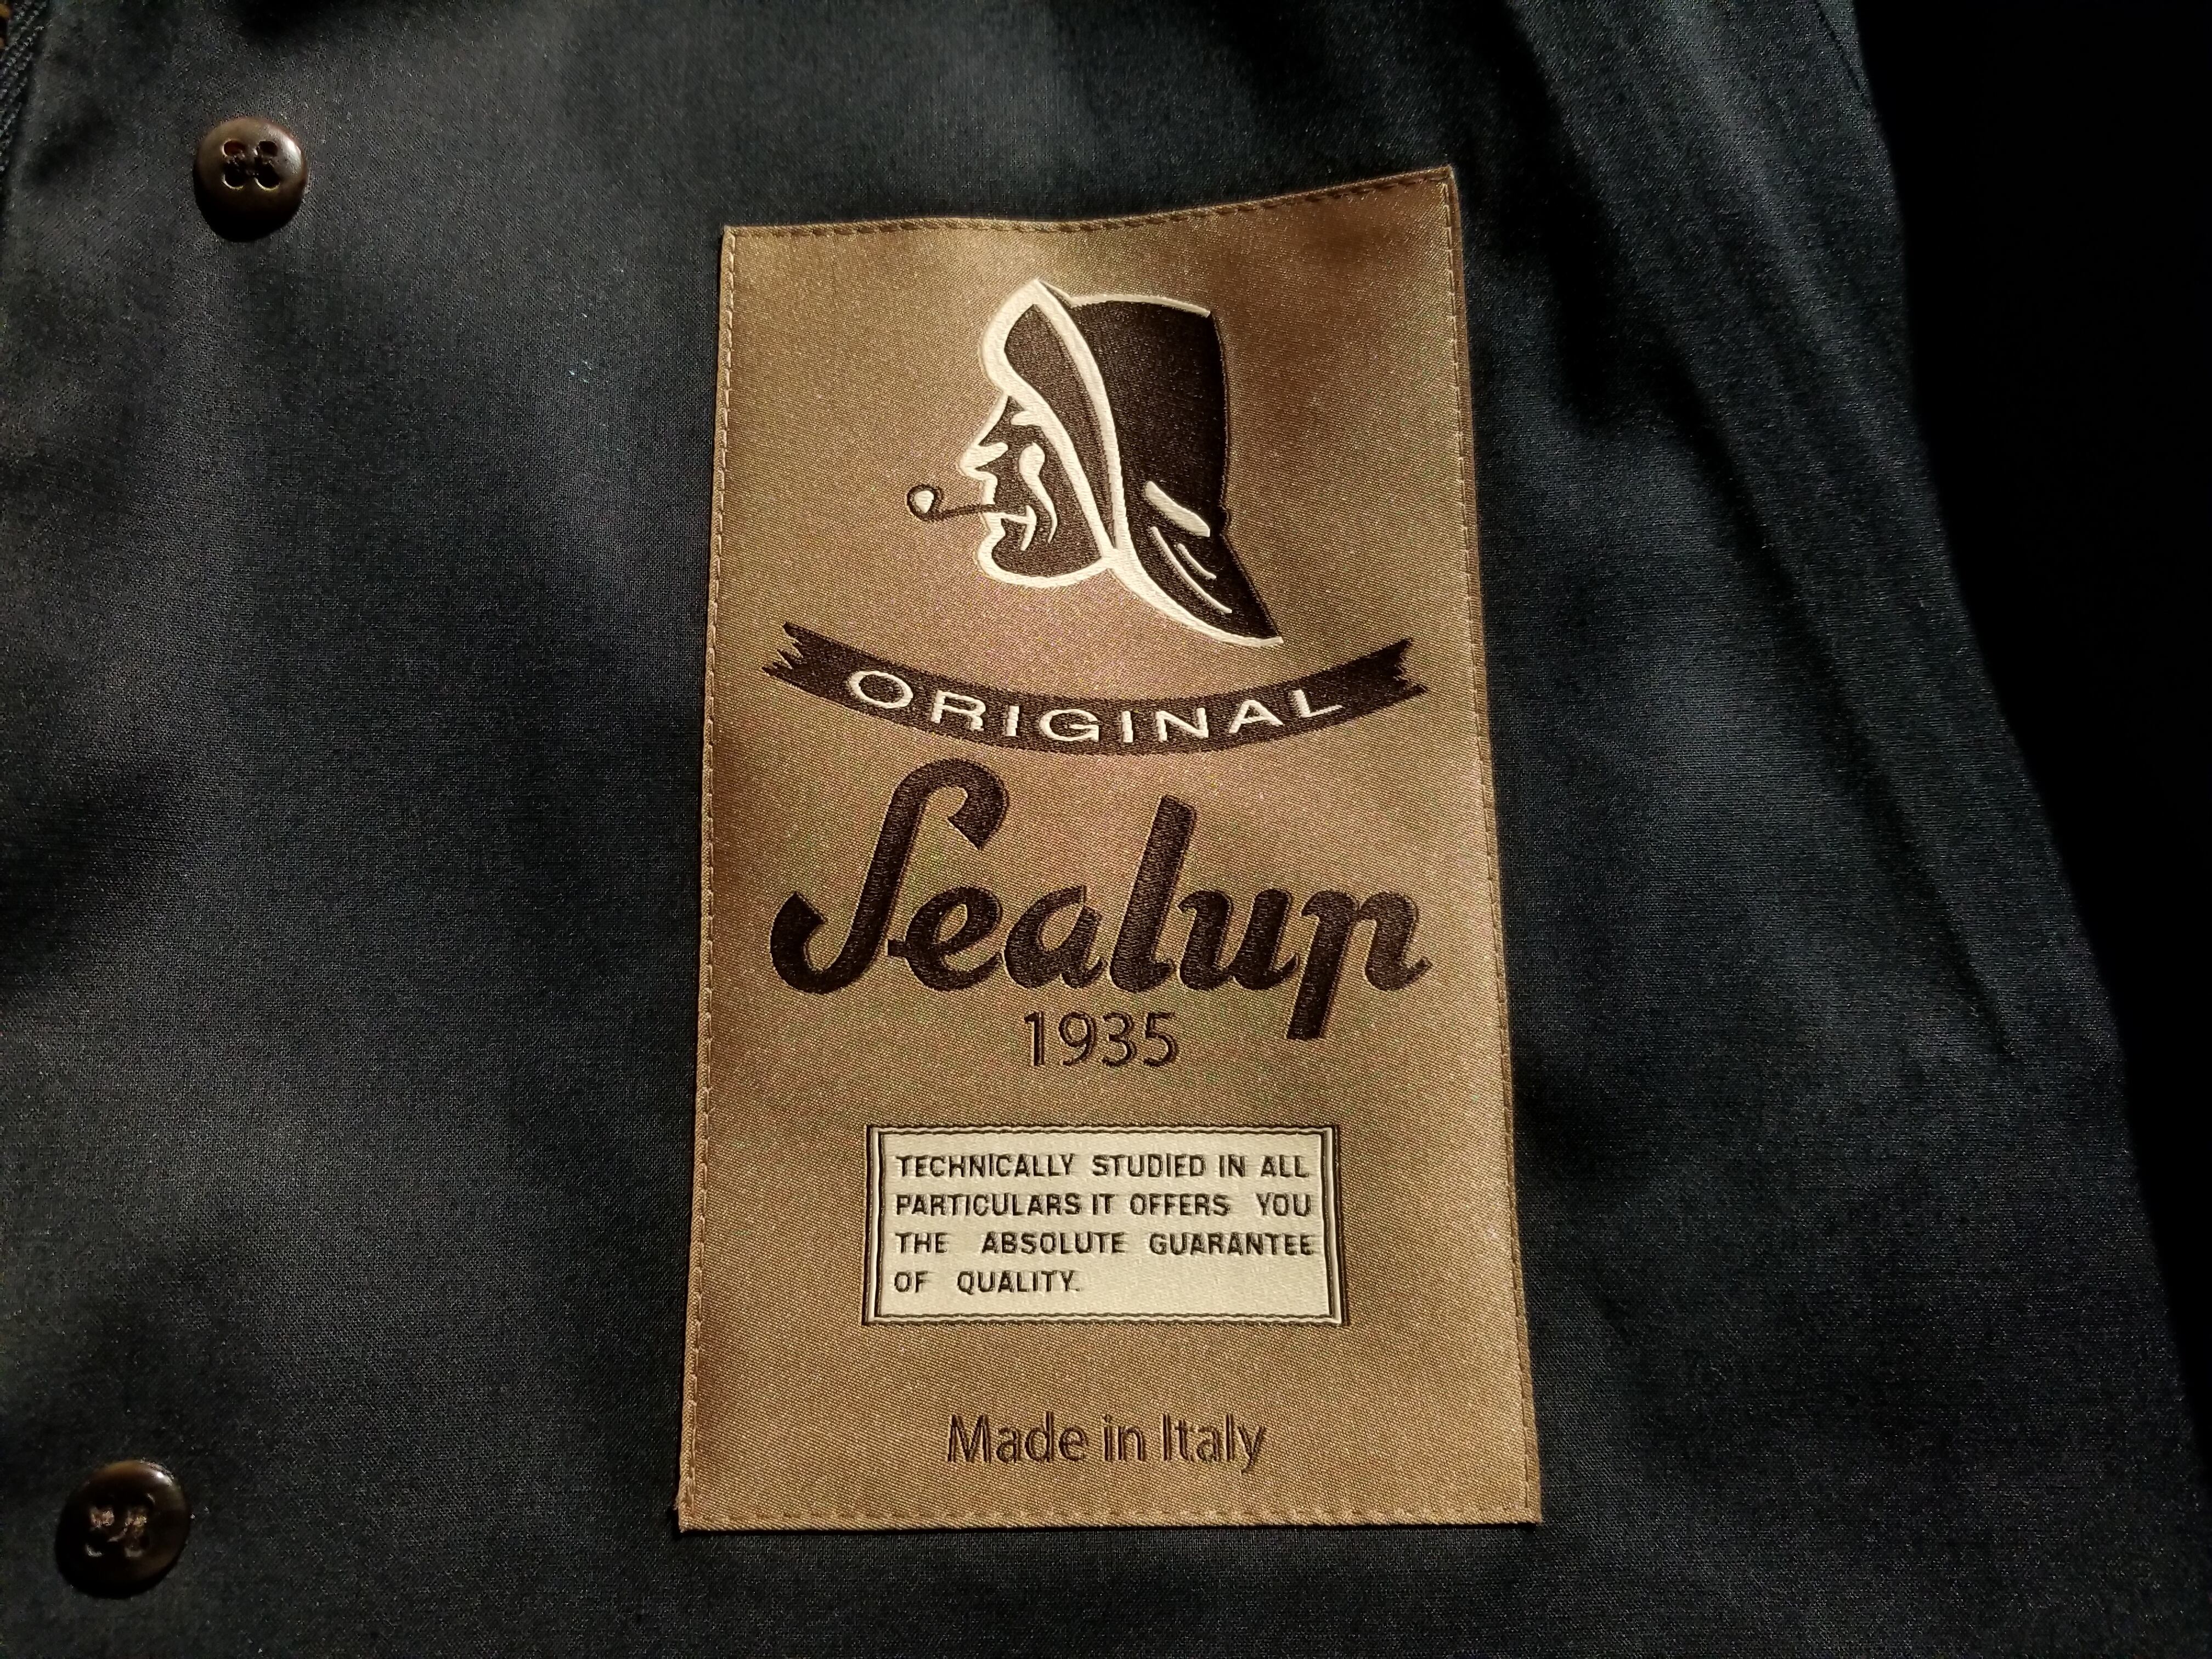 ORIGINAL
Sealup
1935
TECHNICALLY STUDIED IN ALL
PARTICULARS IT OFFERS YOU
THE ABSOLUTE GUARANTEE
OF QUALITY.
Made in Italy